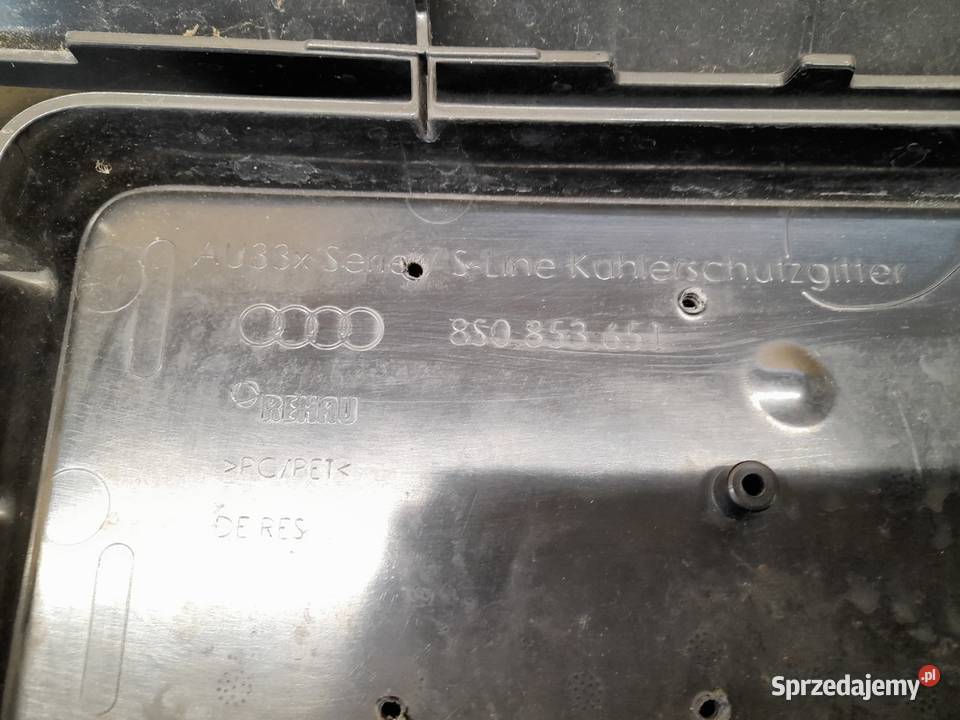 AU33x Serie / S-Line Kühlerschutzgitter
8S0 853 651
REHAU
>PC/PET<
DE RES
Sprzedajemy.pl